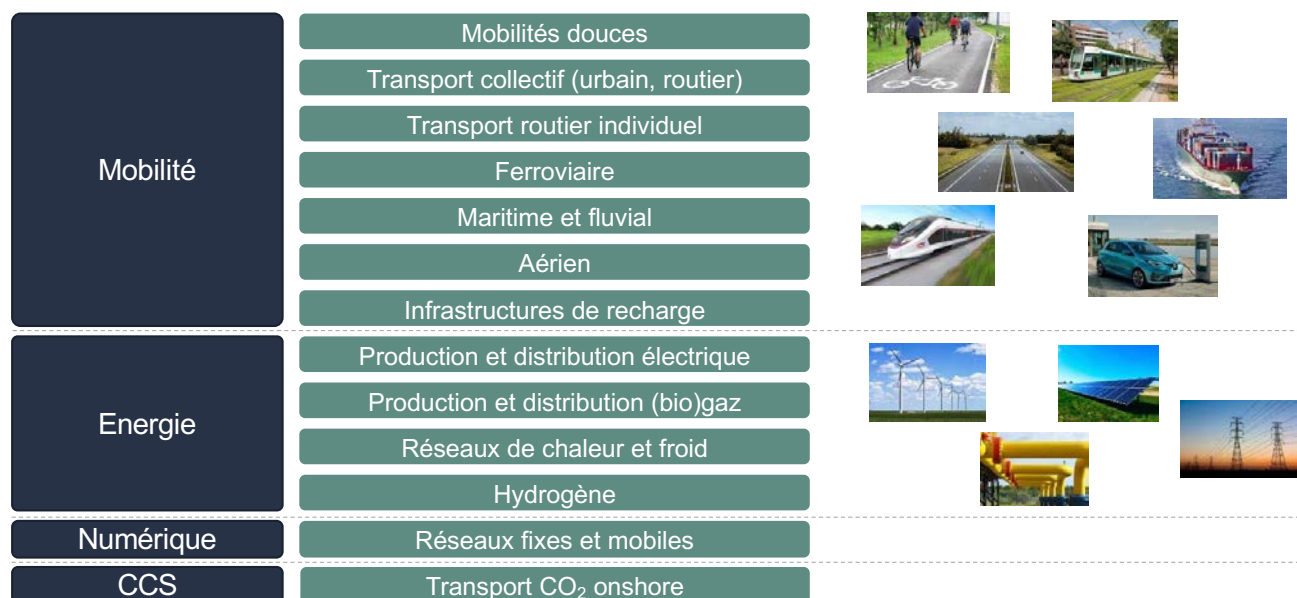 Mobilité
Mobilités douces
Transport collectif (urbain, routier)
Transport routier individuel
Ferroviaire
Maritime et fluvial
Aérien
Infrastructures de recharge
Energie
Production et distribution électrique
Production et distribution (bio)gaz
Réseaux de chaleur et froid
Hydrogène
Numérique
Réseaux fixes et mobiles
CCS
Transport CO₂ onshore